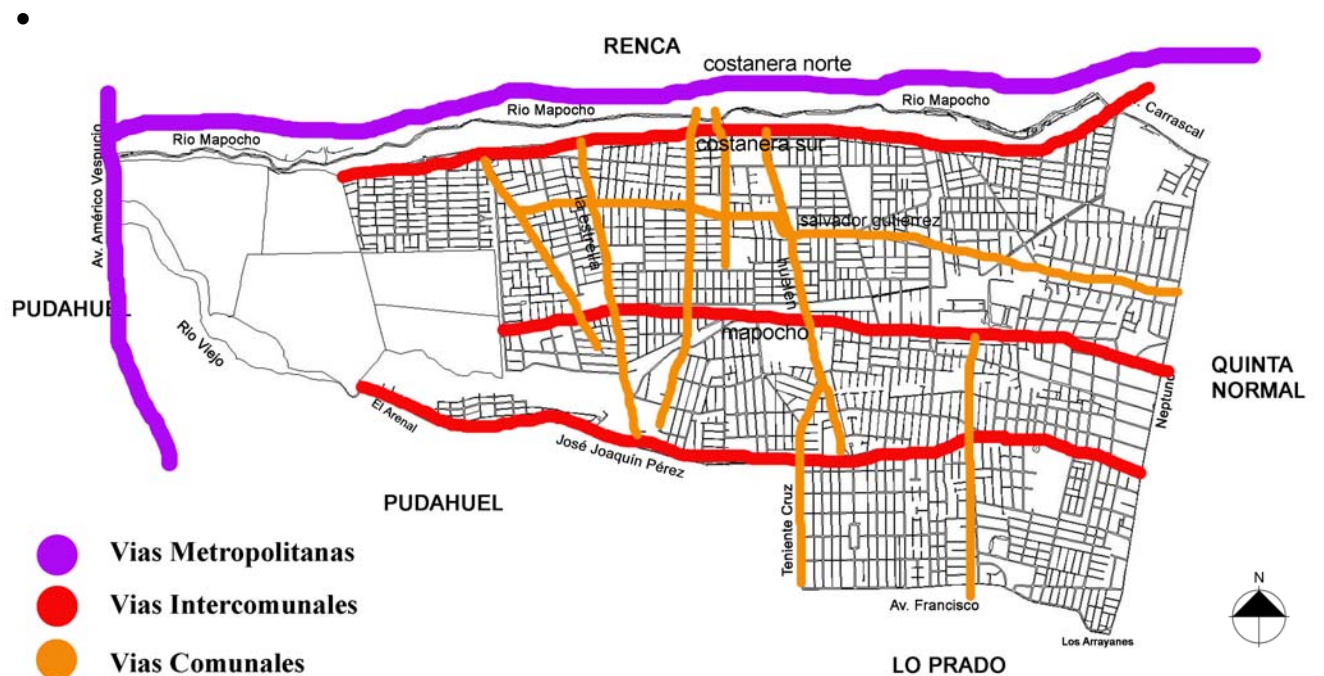 RENCA
costanera norte
Rio Mapocho
Rio Mapocho
Rio Mapocho
Carrascal
Av. Américo Vespucio
costanera sur
la estrella
salvador gutierrez
huelen
PUDAHUEL
Rio Viejo
mapocho
QUINTA
NORMAL
Neptuno
El Arenal
José Joaquín Pérez
PUDAHUEL
Teniente Cruz
Vias Metropolitanas
Vias Intercomunales
Vias Comunales
Av. Francisco
N
Los Arrayanes
LO PRADO